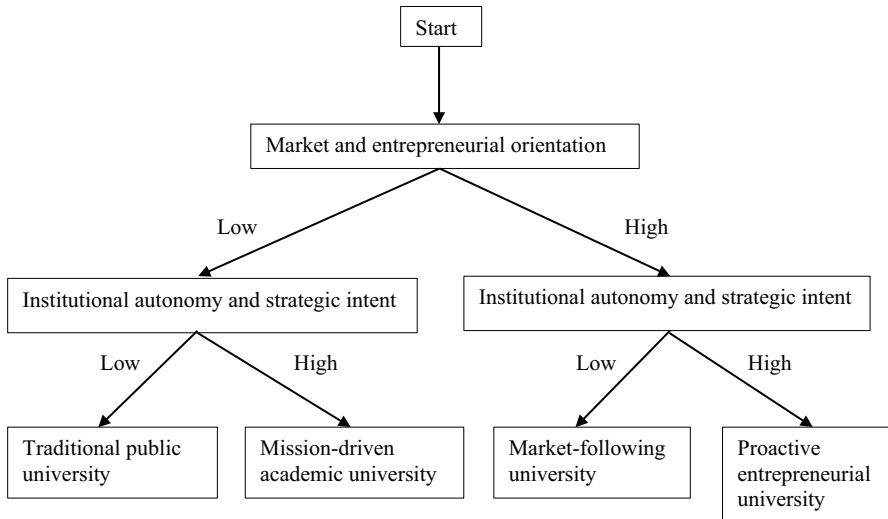 Start
Market and entrepreneurial orientation
Low
High
Institutional autonomy and strategic intent
Institutional autonomy and strategic intent
Low
High
Low
High
Traditional public
university
Mission-driven
academic university
Market-following
university
Proactive
entrepreneurial
university